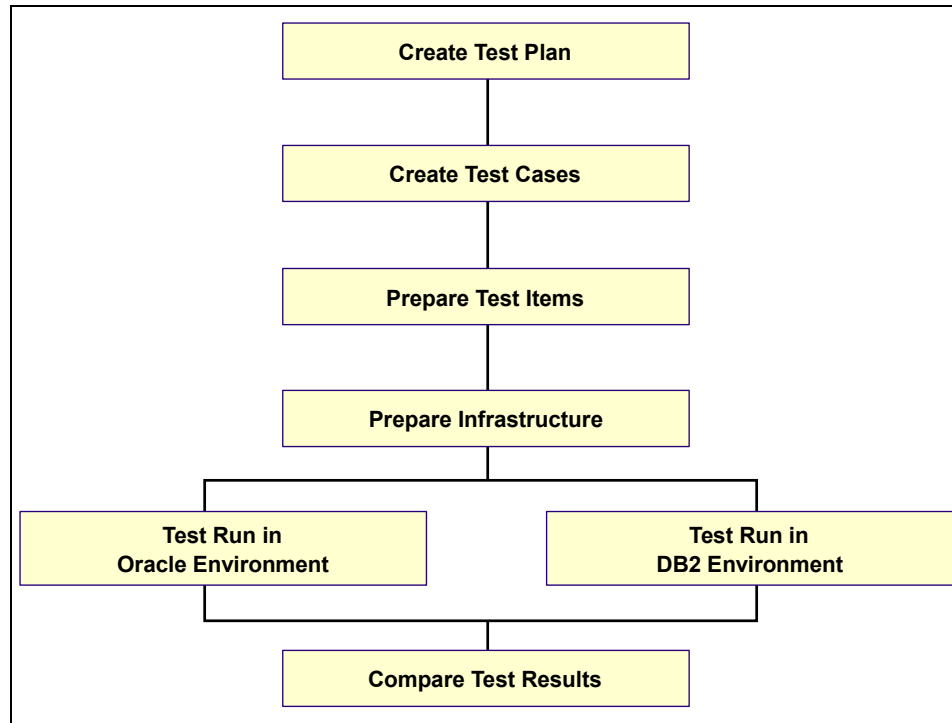 Create Test Plan
Create Test Cases
Prepare Test Items
Prepare Infrastructure
Test Run in
Oracle Environment
Test Run in
DB2 Environment
Compare Test Results